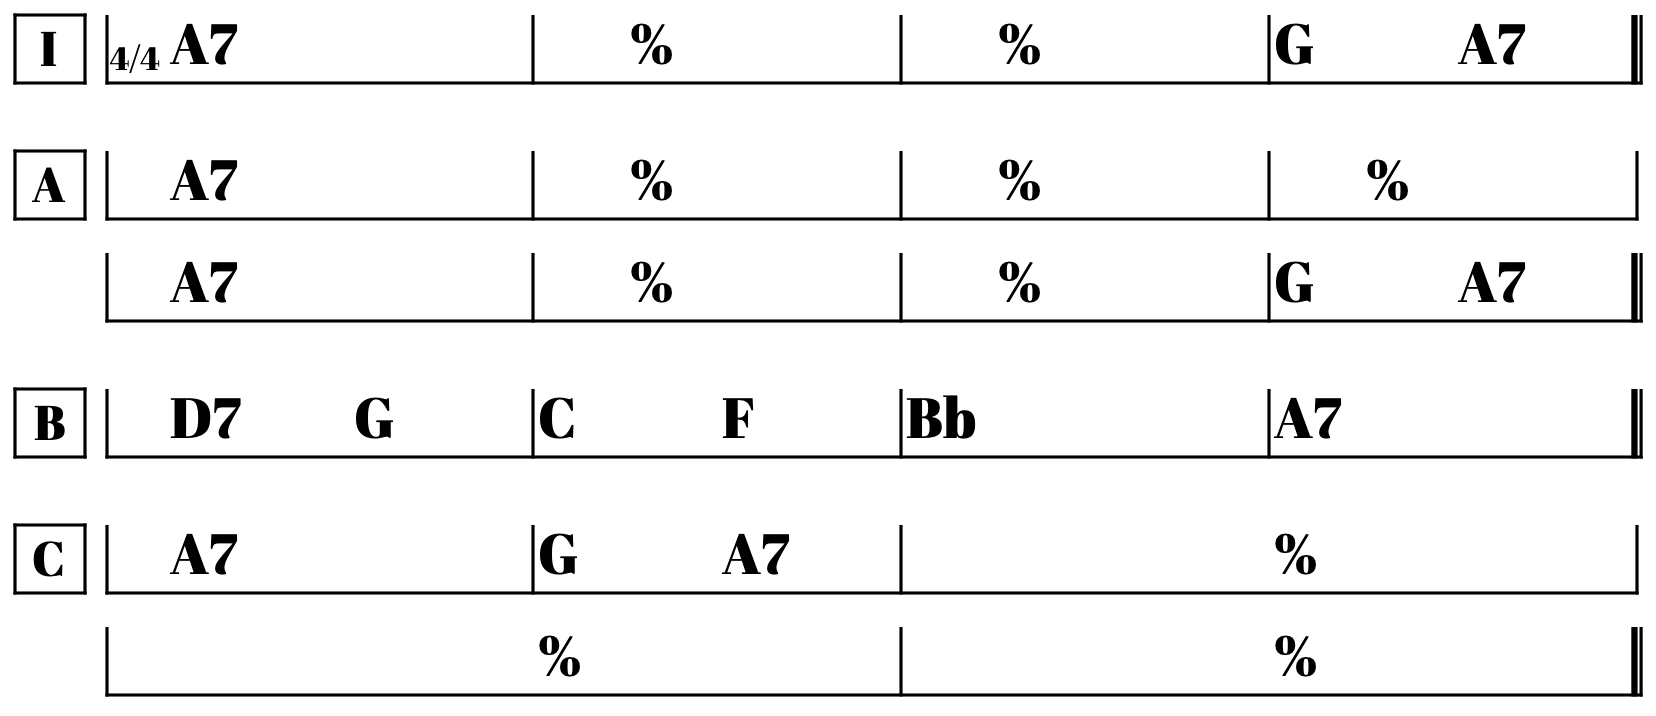 I 4/4 A7 % % G A7
A A7 % % %
A7 % % G A7
B D7 G C F Bb A7
C A7 G A7 %
% %